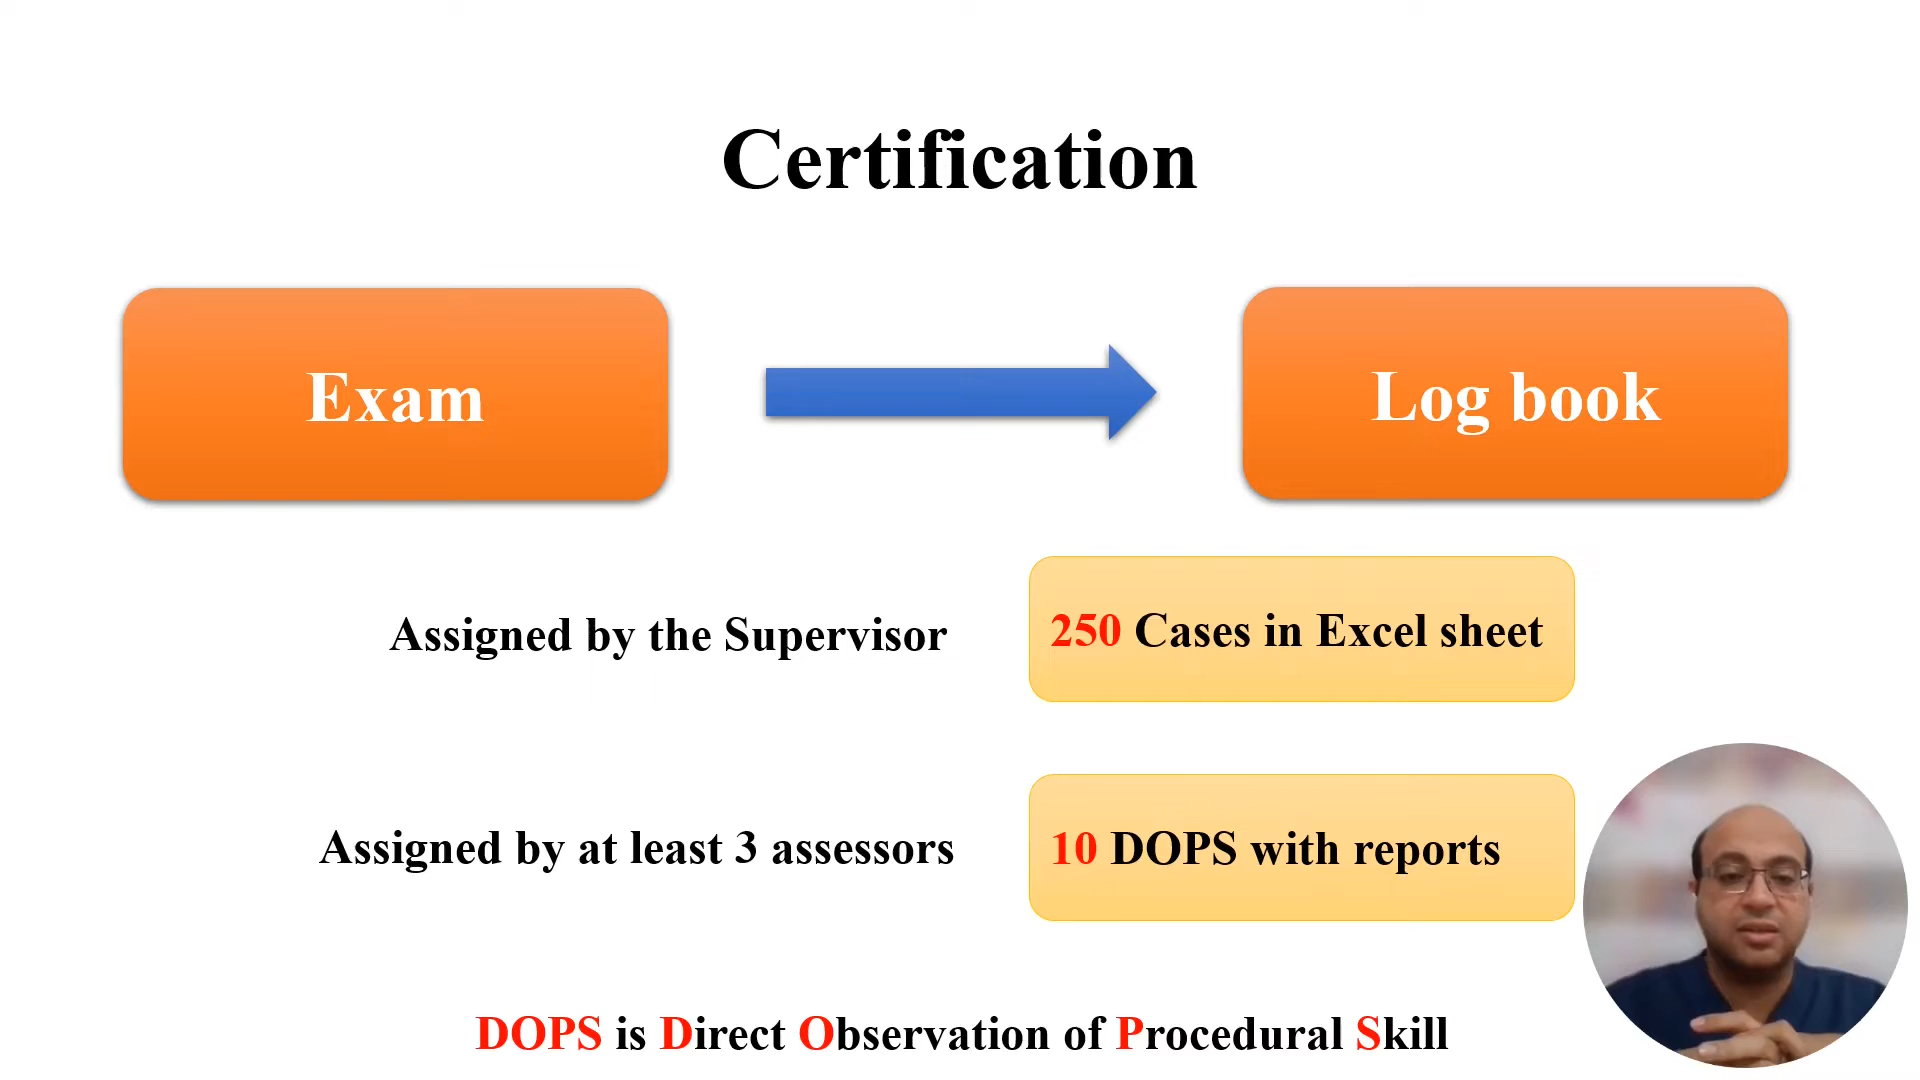 Certification
Exam
Log book
Assigned by the Supervisor
250 Cases in Excel sheet
Assigned by at least 3 assessors
10 DOPS with reports
DOPS is Direct Observation of Procedural Skill